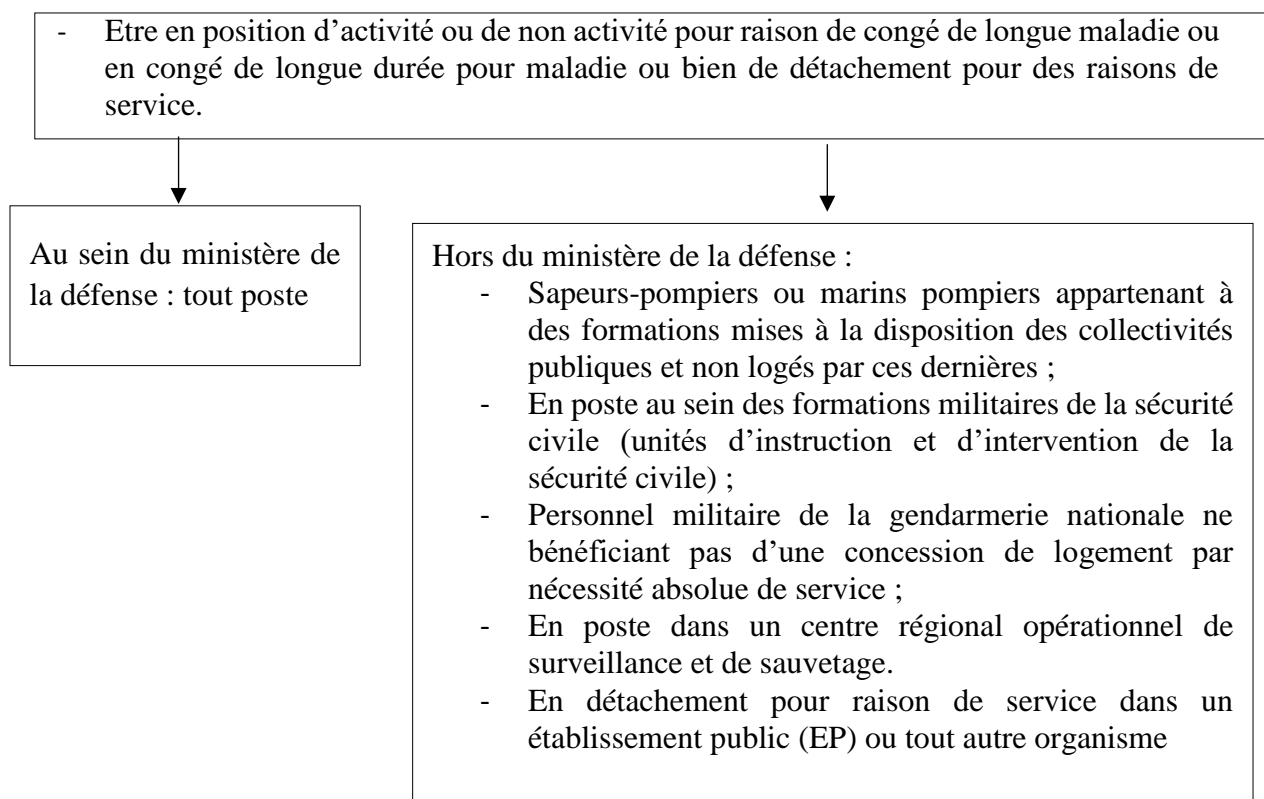 - Etre en position d’activité ou de non activité pour raison de congé de longue maladie ou
en congé de longue durée pour maladie ou bien de détachement pour des raisons de
service.
Au sein du ministère de
la défense : tout poste
Hors du ministère de la défense :
- Sapeurs-pompiers ou marins pompiers appartenant à
des formations mises à la disposition des collectivités
publiques et non logés par ces dernières ;
- En poste au sein des formations militaires de la sécurité
civile (unités d’instruction et d’intervention de la
sécurité civile) ;
- Personnel militaire de la gendarmerie nationale ne
bénéficiant pas d’une concession de logement par
nécessité absolue de service ;
- En poste dans un centre régional opérationnel de
surveillance et de sauvetage.
- En détachement pour raison de service dans un
établissement public (EP) ou tout autre organisme